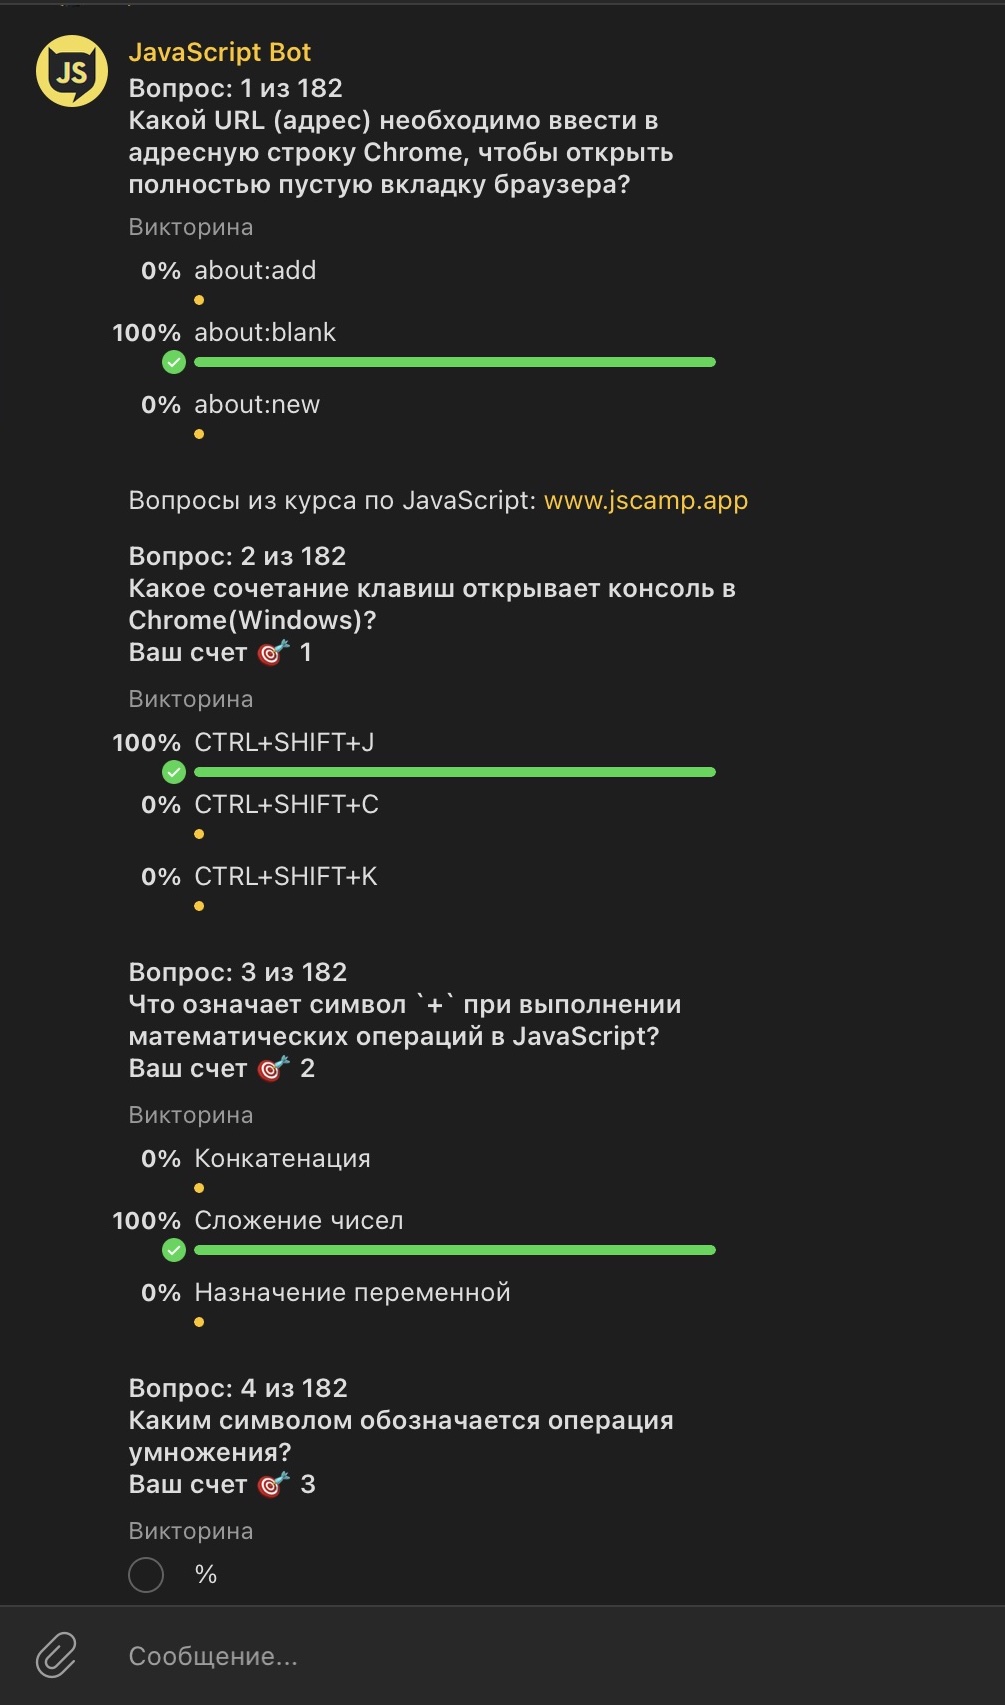 JavaScript Bot
JS
Вопрос: 1 из 182
Какой URL (адрес) необходимо ввести в
адресную строку Chrome, чтобы открыть
полностью пустую вкладку браузера?
Викторина
0% about:add
100% about:blank
0% about:new
Вопросы из курса по JavaScript: www.jscamp.app
Вопрос: 2 из 182
Какое сочетание клавиш открывает консоль в
Chrome(Windows)?
Ваш счет 🎯 1
Викторина
100% CTRL+SHIFT+J
0% CTRL+SHIFT+C
0% CTRL+SHIFT+K
Вопрос: 3 из 182
Что означает символ `+` при выполнении
математических операций в JavaScript?
Ваш счет 🎯 2
Викторина
0% Конкатенация
100% Сложение чисел
0% Назначение переменной
Вопрос: 4 из 182
Каким символом обозначается операция
умножения?
Ваш счет 🎯 3
Викторина
%
Сообщение...